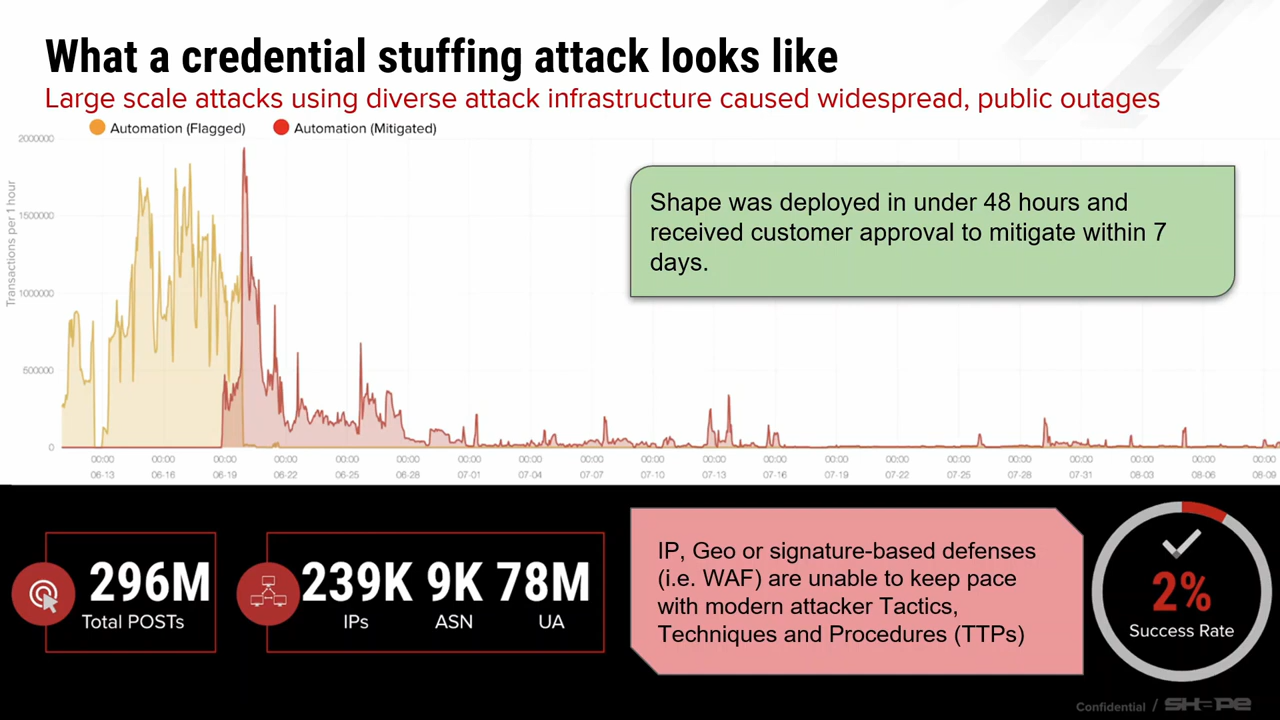 What a credential stuffing attack looks like
Large scale attacks using diverse attack infrastructure caused widespread, public outages
Automation (Flagged)
Automation (Mitigated)
Transactions per 1 hour
2000000
1500000
1000000
500000
0
00:00 00:00 00:00 00:00 00:00 00:00 00:00 00:00 00:00 00:00 00:00 00:00 00:00 00:00 00:00 00:00 00:00 00:00 00:00 00:00
06-13 06-16 06-19 06-22 06-25 06-28 07-01 07-04 07-07 07-10 07-13 07-16 07-19 07-22 07-25 07-28 07-31 08-03 08-06 08-09
Shape was deployed in under 48 hours and
received customer approval to mitigate within 7
days.
296M
Total POSTs
239K 9K 78M
IPs ASN UA
IP, Geo or signature-based defenses
(i.e. WAF) are unable to keep pace
with modern attacker Tactics,
Techniques and Procedures (TTPs)
2%
Success Rate
Confidential / SHAPE